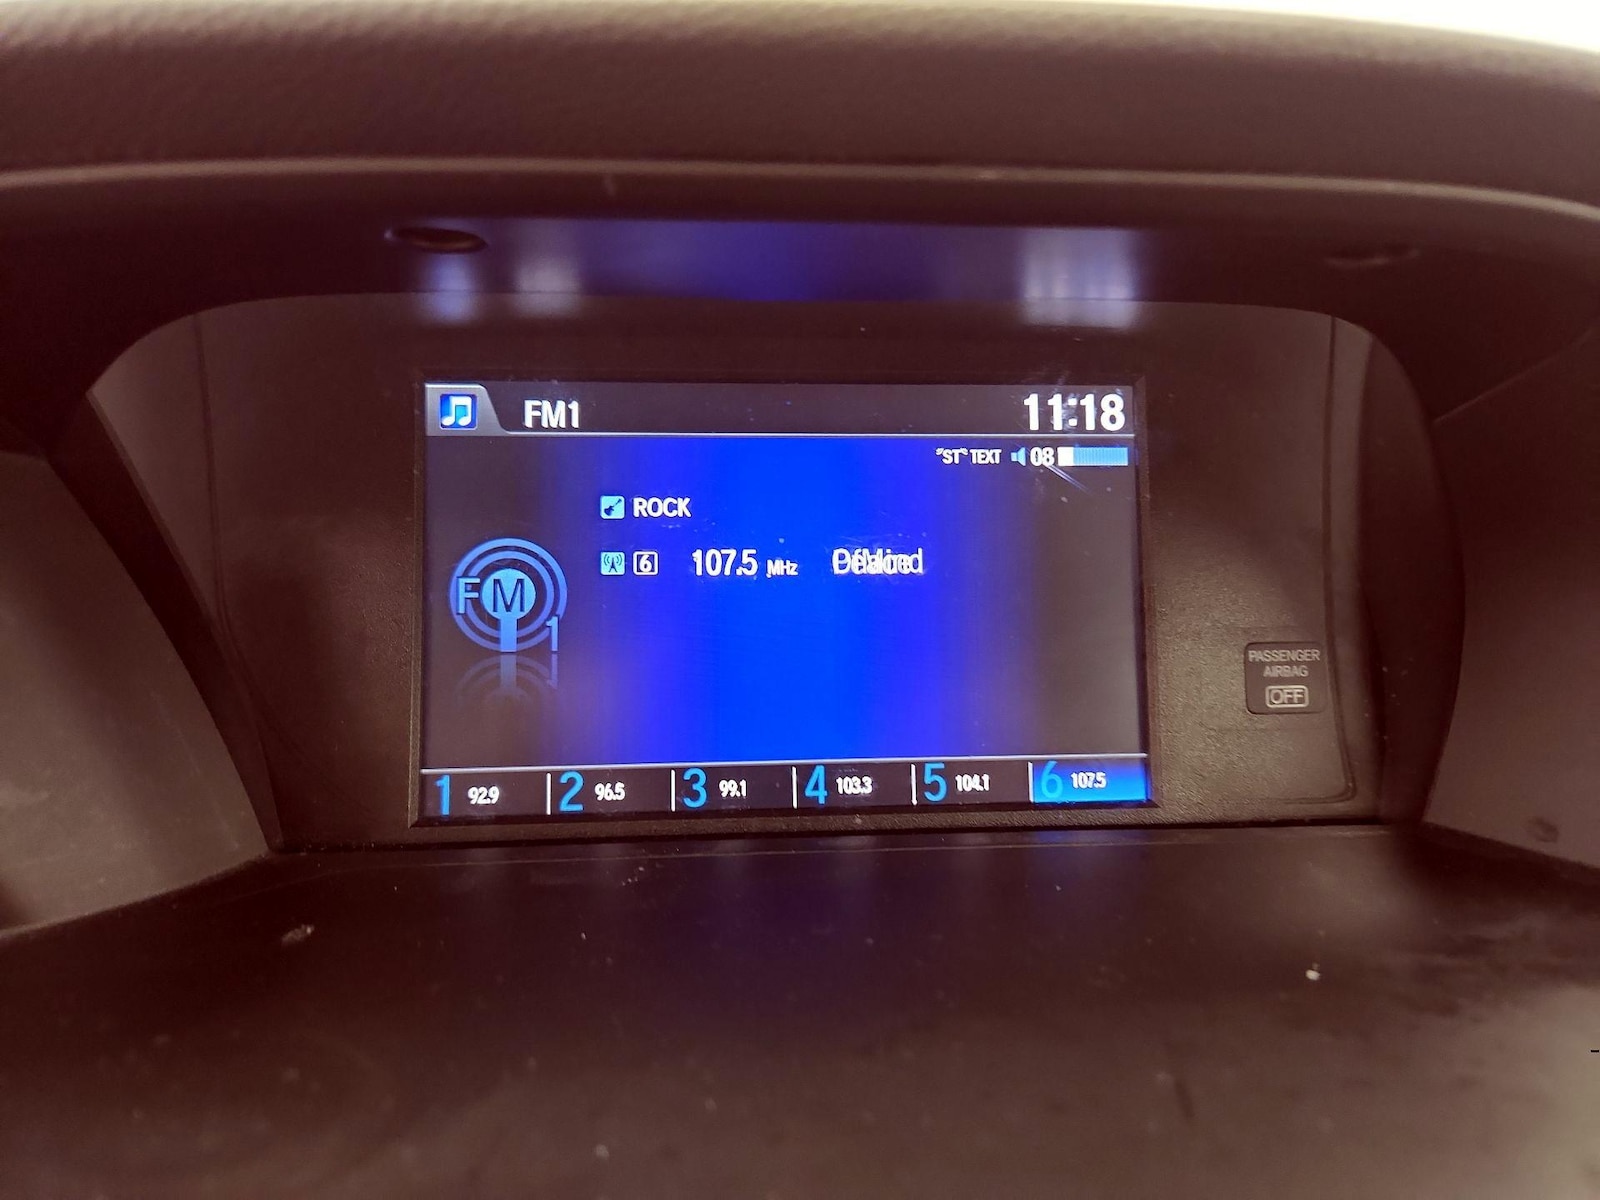 FM1
11:18
"ST" TEXT 08
ROCK
6 107.5 MHz
FM 1
1 92.9 2 96.5 3 99.1 4 103.3 5 104.1 6 107.5
PASSENGER
AIRBAG
OFF